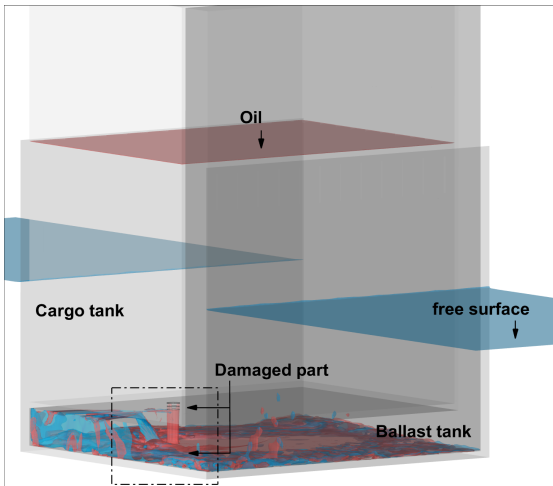 Oil
Cargo tank
free surface
Damaged part
Ballast tank